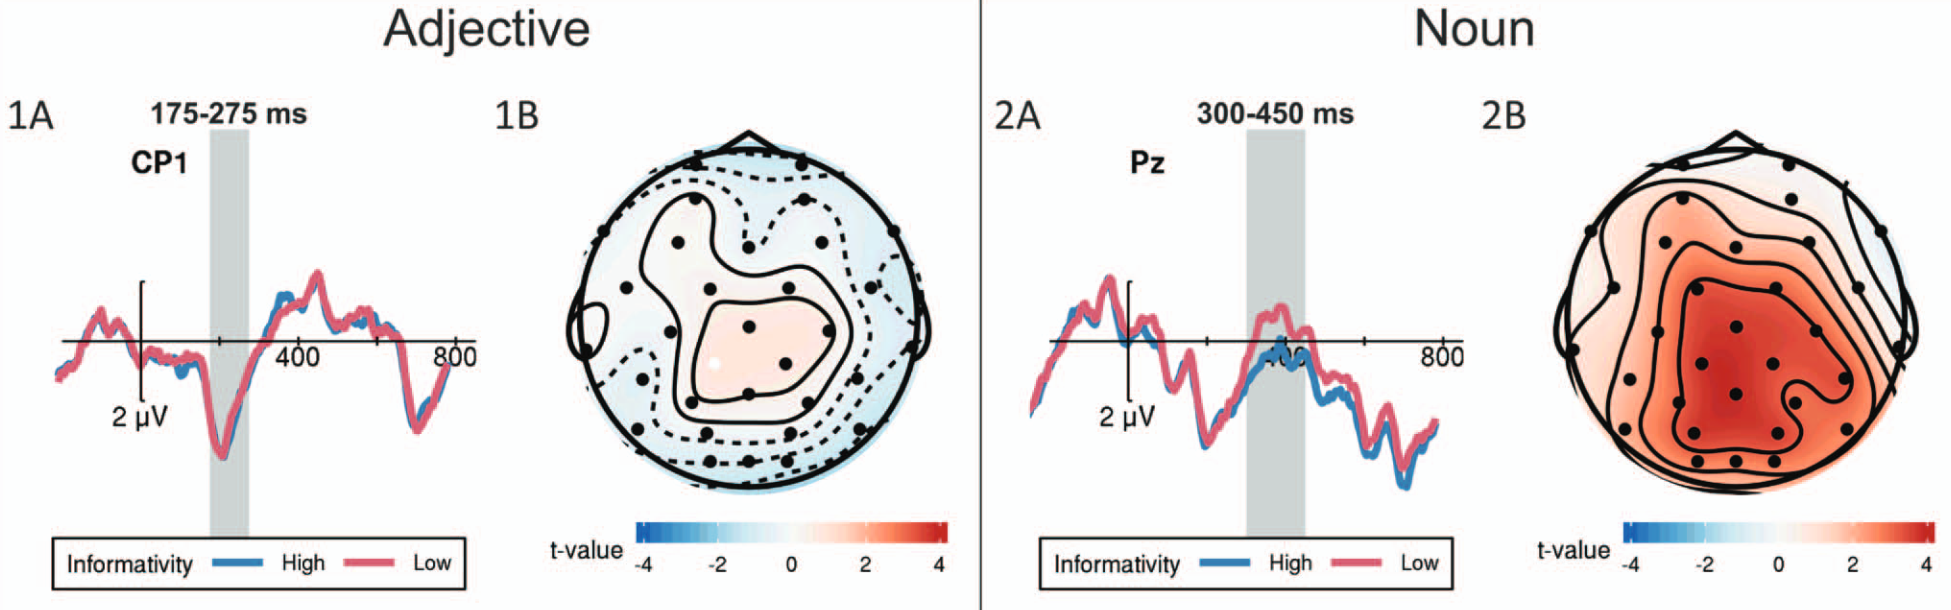 Adjective
Noun
1A
175-275 ms
CP1
400
800
2 µV
Informativity High Low
1B
t-value
-4 -2 0 2 4
2A
300-450 ms
Pz
400
800
2 µV
Informativity High Low
2B
t-value
-4 -2 0 2 4